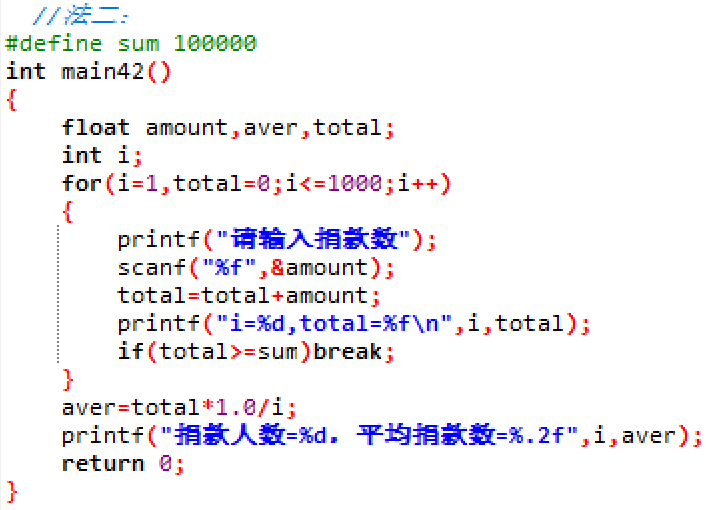 //法二:
#define sum 100000
int main42()
{
    float amount,aver,total;
    int i;
    for(i=1,total=0;i<=1000;i++)
    {
        printf("请输入捐款数");
        scanf("%f",&amount);
        total=total+amount;
        printf("i=%d,total=%f\n",i,total);
        if(total>=sum)break;
    }
    aver=total*1.0/i;
    printf("捐款人数=%d. 平均捐款数=%.2f",i,aver);
    return 0;
}